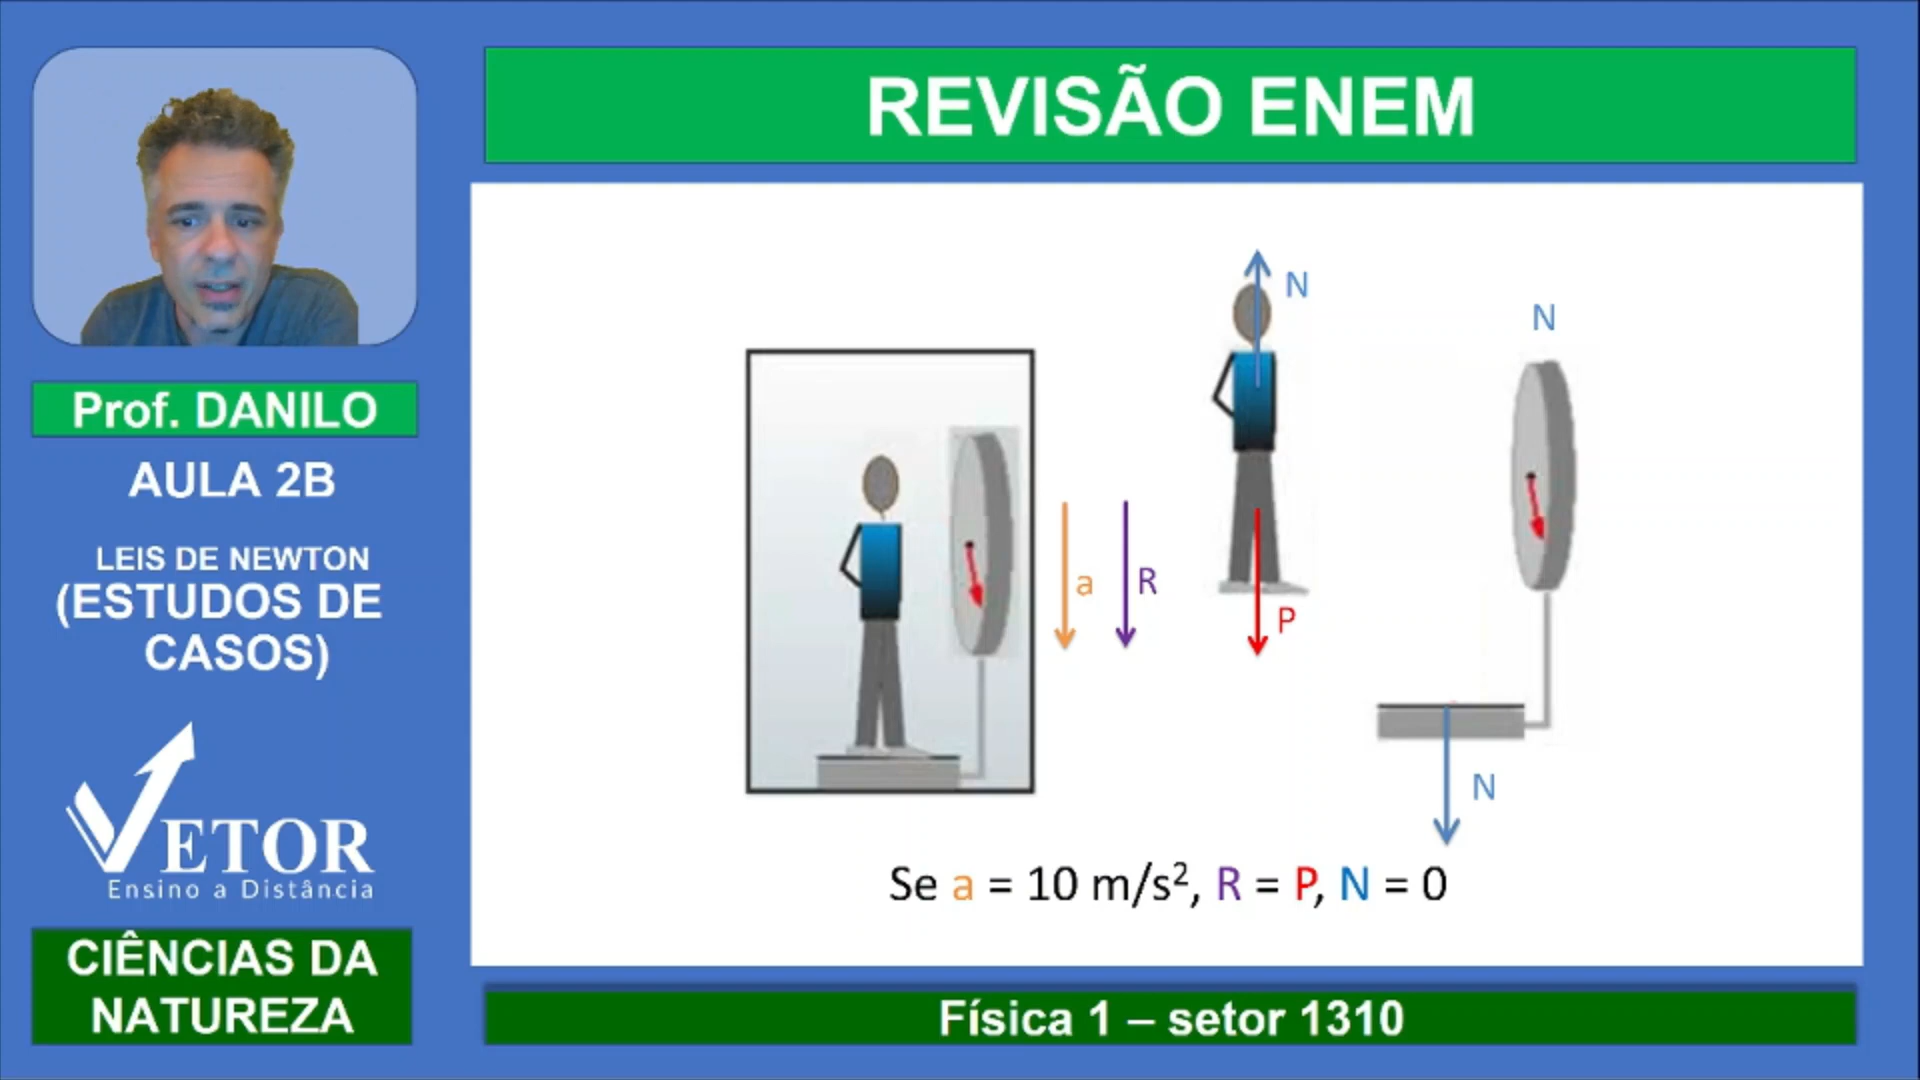 REVISÃO ENEM
Prof. DANILO
AULA 2B
LEIS DE NEWTON
(ESTUDOS DE
CASOS)
VETOR
Ensino a Distância
CIÊNCIAS DA
NATUREZA
N
N
a
R
P
N
Se a = 10 m/s², R = P, N = 0
Física 1 – setor 1310